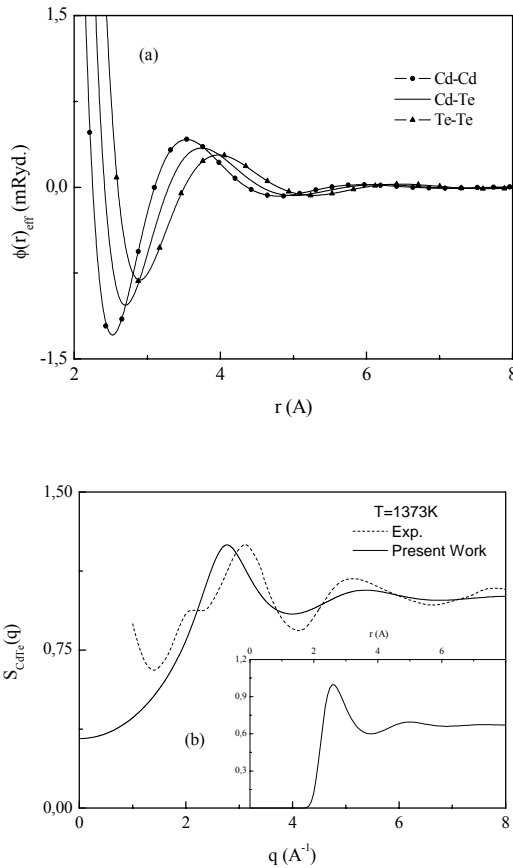 1,5
(a)
Cd-Cd
Cd-Te
Te-Te
0,0
ϕ(r)eff (mRyd.)
-1,5
2 4 6 8
r (A)
1,50
T=1373K
Exp.
Present Work
0,75
SCdTe(q)
r (A)
0 2 4 6 8
1,2
0,9
0,6
0,3
(b)
0,00
0 2 4 6 8
q (A-1)